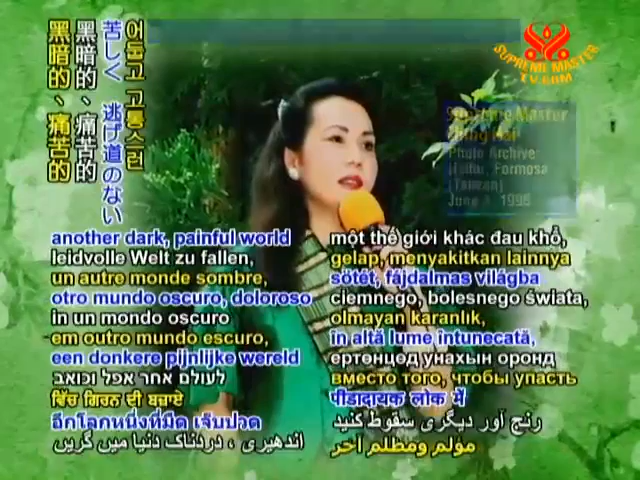 SUPREME MASTER
TV.COM
黑暗的、痛苦的
黑暗的、痛苦的
苦しく 逃げ道のない
어둡고 고통스런
Supreme Master
Ching Hai
Photo Archive:
Formosa
(Taiwan)
June
another dark, painful world
leidvolle Welt zu fallen,
un autre monde sombre,
otro mundo oscuro, doloroso
in un mondo oscuro
em outro mundo escuro,
een donkere pijnlijke wereld
לעולם אחר אפל וכואב
ਵਿੱਚ ਗਿਰਨ ਦੀ ਬਜਾਏ
อีกโลกหนึ่งที่มืด เจ็บปวด
اندھیری ، دردناک دنیا میں گریں
một thế giới khác đau khổ,
gelap, menyakitkan lainnya
sötét, fájdalmas világba
ciemnego, bolesnego świata,
olmayan karanlık,
în altă lume întunecată,
ертөнцөд унахын оронд
вместо того, чтобы упасть
पीडादायक लोक में
رنج آور دیگری سقوط کنید
مؤلم ومظلم آخر